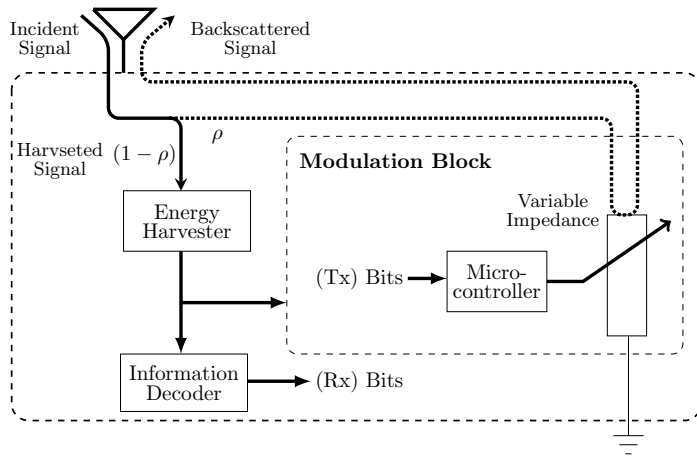 Incident
Signal
Backscattered
Signal
Harvseted
Signal
(1 − ρ)
ρ
Modulation Block
Energy
Harvester
Variable
Impedance
(Tx) Bits
Micro-
controller
Information
Decoder
(Rx) Bits